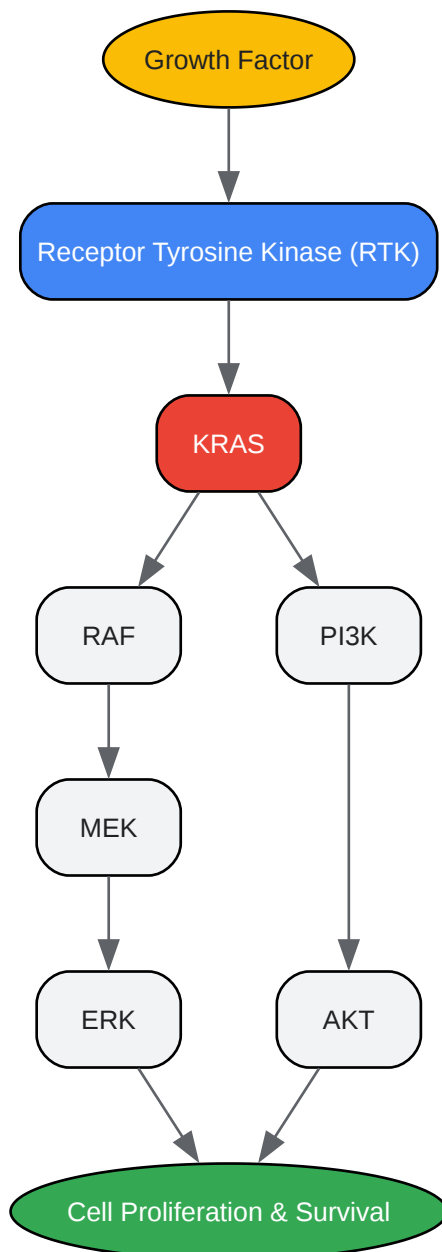 Growth Factor
Receptor Tyrosine Kinase (RTK)
KRAS
RAF
PI3K
MEK
ERK
AKT
Cell Proliferation & Survival